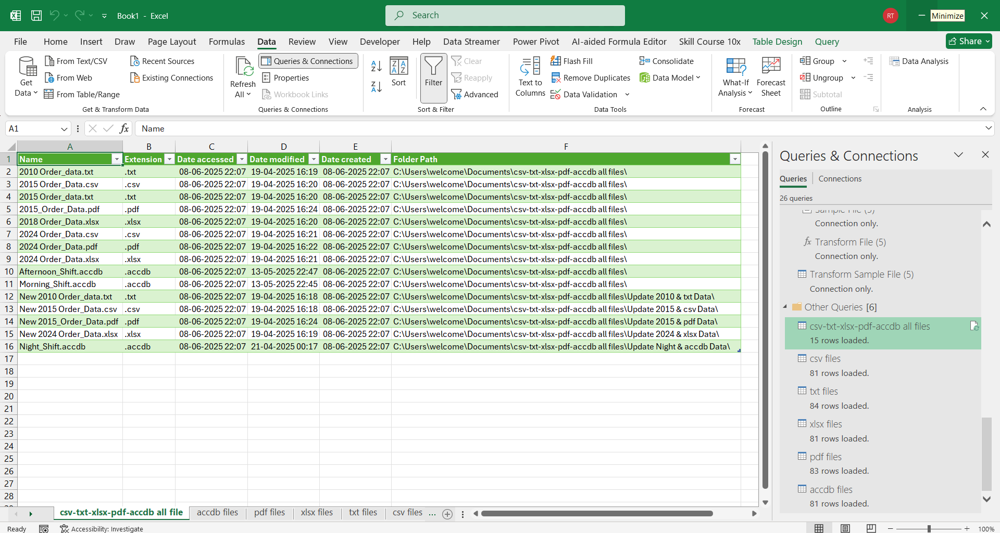 Book1 - Excel
Search
RT
Minimize
File Home Insert Draw Page Layout Formulas Data Review View Developer Help Data Streamer Power Pivot AI-aided Formula Editor Skill Course 10x Table Design Query
Share
Get Data
From Text/CSV
From Web
From Table/Range
Recent Sources
Existing Connections
Get & Transform Data
Refresh All
Queries & Connections
Properties
Workbook Links
Queries & Connections
Sort
Filter
Clear
Reapply
Advanced
Sort & Filter
Text to Columns
Flash Fill
Remove Duplicates
Data Validation
Consolidate
Data Model
Data Tools
What-If Analysis
Forecast Sheet
Forecast
Group
Ungroup
Subtotal
Outline
Data Analysis
Analysis
A1
fx
Name
A B C D E F
1 Name Extension Date accessed Date modified Date created Folder Path
2 2010 Order_data.txt .txt 08-06-2025 22:07 19-04-2025 16:19 08-06-2025 22:07 C:\Users\welcome\Documents\csv-txt-xlsx-pdf-accdb all files\
3 2015 Order_Data.csv .csv 08-06-2025 22:07 19-04-2025 16:20 08-06-2025 22:07 C:\Users\welcome\Documents\csv-txt-xlsx-pdf-accdb all files\
4 2015 Order_data.txt .txt 08-06-2025 22:07 19-04-2025 16:20 08-06-2025 22:07 C:\Users\welcome\Documents\csv-txt-xlsx-pdf-accdb all files\
5 2015_Order_Data.pdf .pdf 08-06-2025 22:07 19-04-2025 16:24 08-06-2025 22:07 C:\Users\welcome\Documents\csv-txt-xlsx-pdf-accdb all files\
6 2018 Order_Data.xlsx .xlsx 08-06-2025 22:07 19-04-2025 16:20 08-06-2025 22:07 C:\Users\welcome\Documents\csv-txt-xlsx-pdf-accdb all files\
7 2024 Order_Data.csv .csv 08-06-2025 22:07 19-04-2025 16:21 08-06-2025 22:07 C:\Users\welcome\Documents\csv-txt-xlsx-pdf-accdb all files\
8 2024 Order_Data.pdf .pdf 08-06-2025 22:07 19-04-2025 16:22 08-06-2025 22:07 C:\Users\welcome\Documents\csv-txt-xlsx-pdf-accdb all files\
9 2024 Order_Data.xlsx .xlsx 08-06-2025 22:07 19-04-2025 16:21 08-06-2025 22:07 C:\Users\welcome\Documents\csv-txt-xlsx-pdf-accdb all files\
10 Afternoon_Shift.accdb .accdb 08-06-2025 22:07 13-05-2025 22:47 08-06-2025 22:07 C:\Users\welcome\Documents\csv-txt-xlsx-pdf-accdb all files\
11 Morning_Shift.accdb .accdb 08-06-2025 22:07 13-05-2025 22:45 08-06-2025 22:07 C:\Users\welcome\Documents\csv-txt-xlsx-pdf-accdb all files\
12 New 2010 Order_data.txt .txt 08-06-2025 22:07 19-04-2025 16:18 08-06-2025 22:07 C:\Users\welcome\Documents\csv-txt-xlsx-pdf-accdb all files\Update 2010 & txt Data\
13 New 2015 Order_Data.csv .csv 08-06-2025 22:07 19-04-2025 16:18 08-06-2025 22:07 C:\Users\welcome\Documents\csv-txt-xlsx-pdf-accdb all files\Update 2015 & csv Data\
14 New 2015_Order_Data.pdf .pdf 08-06-2025 22:07 19-04-2025 16:24 08-06-2025 22:07 C:\Users\welcome\Documents\csv-txt-xlsx-pdf-accdb all files\Update 2015 & pdf Data\
15 New 2024 Order_Data.xlsx .xlsx 08-06-2025 22:07 19-04-2025 16:19 08-06-2025 22:07 C:\Users\welcome\Documents\csv-txt-xlsx-pdf-accdb all files\Update 2024 & xlsx Data\
16 Night_Shift.accdb .accdb 08-06-2025 22:07 21-04-2025 00:17 08-06-2025 22:07 C:\Users\welcome\Documents\csv-txt-xlsx-pdf-accdb all files\Update Night & accdb Data\
17
18
19
20
21
22
23
24
25
26
27
28
Queries & Connections
Queries Connections
26 queries
Sample File (5)
Connection only.
fx Transform File (5)
Connection only.
Transform Sample File (5)
Connection only.
Other Queries [6]
csv-txt-xlsx-pdf-accdb all files
15 rows loaded.
csv files
81 rows loaded.
txt files
84 rows loaded.
xlsx files
81 rows loaded.
pdf files
83 rows loaded.
accdb files
81 rows loaded.
csv-txt-xlsx-pdf-accdb all file accdb files pdf files xlsx files txt files csv files ...
Ready Accessibility: Investigate 100%